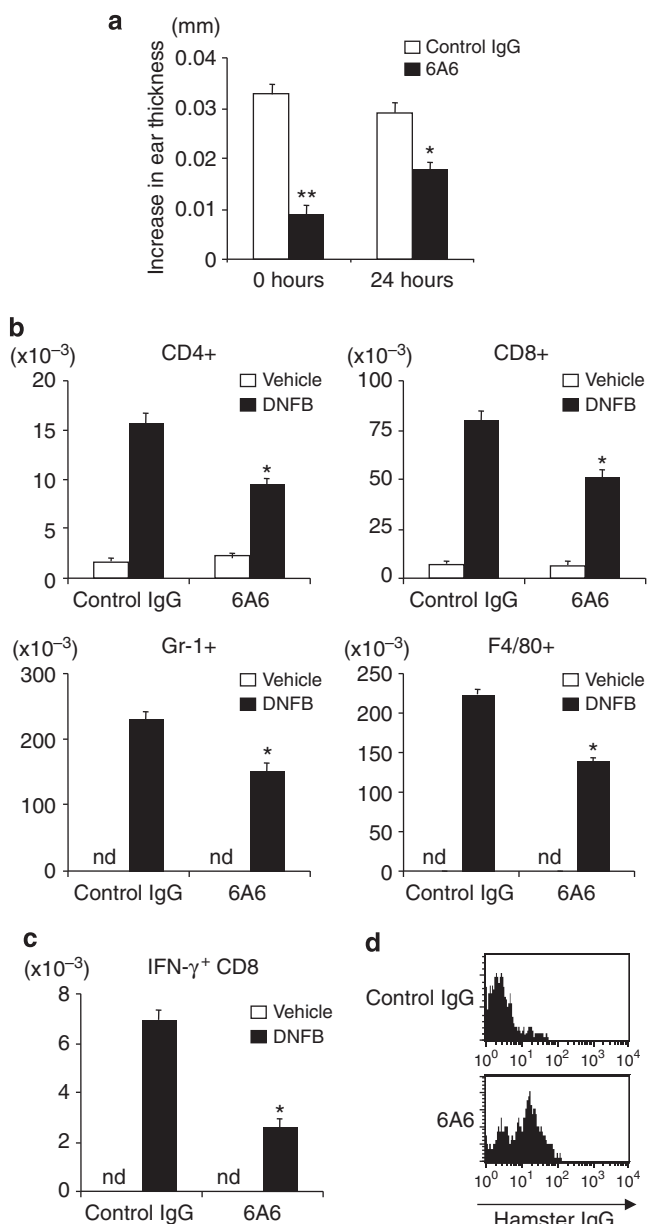 a
(mm)
Control IgG
6A6
Increase in ear thickness
0.04
0.03
0.02
0.01
0
**
*
0 hours
24 hours
b
(x10–3)
CD4+
Vehicle
DNFB
20
15
10
5
0
*
Control IgG
6A6
(x10–3)
CD8+
Vehicle
DNFB
100
75
50
25
0
*
Control IgG
6A6
(x10–3)
Gr-1+
Vehicle
DNFB
300
200
100
0
nd
nd
*
Control IgG
6A6
(x10–3)
F4/80+
Vehicle
DNFB
250
200
150
100
50
0
nd
nd
*
Control IgG
6A6
c
(x10–3)
IFN-γ+ CD8
Vehicle
DNFB
8
6
4
2
0
nd
nd
*
Control IgG
6A6
d
Control IgG
100 101 102 103 104
6A6
100 101 102 103 104
Hamster IgG